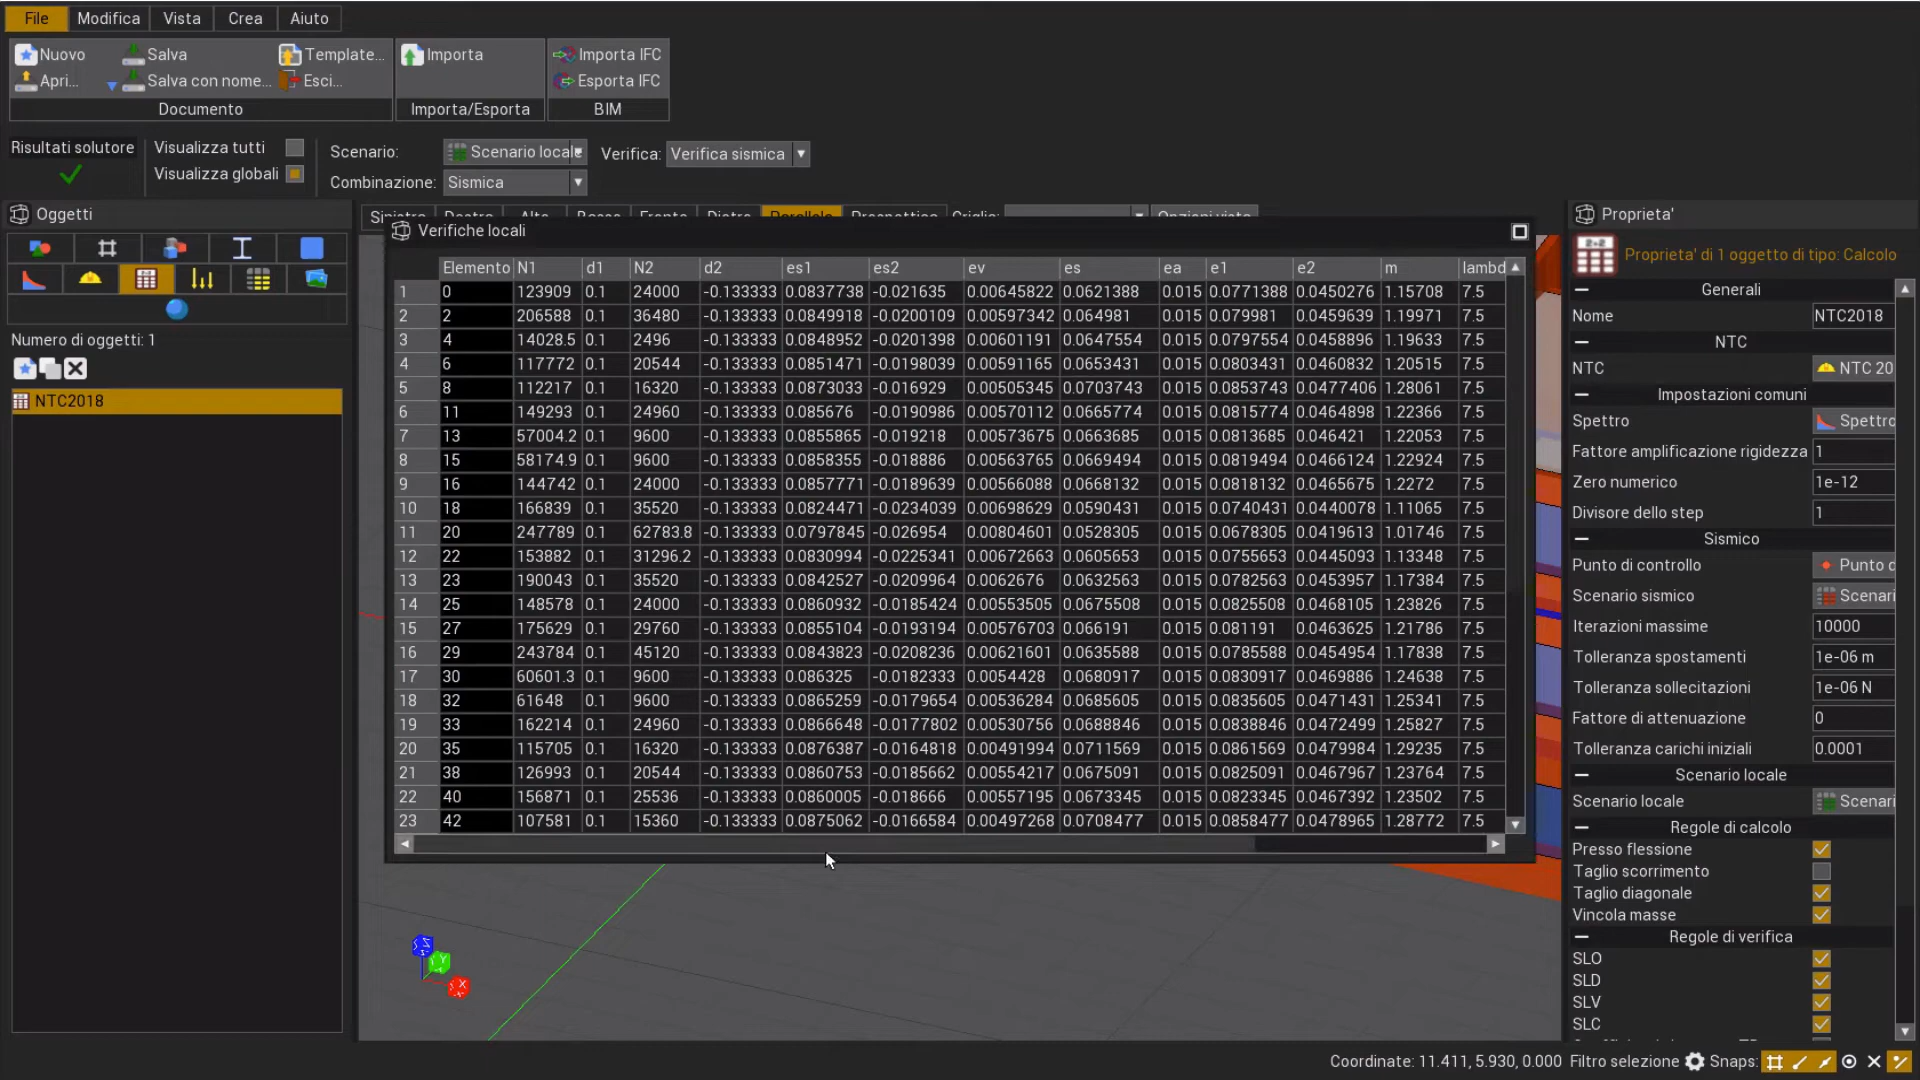 File Modifica Vista Crea Aiuto
Nuovo Salva Template... Importa Importa IFC
Apri... Salva con nome... Esci... Esporta IFC
Documento Importa/Esporta BIM
Risultati solutore Visualizza tutti Scenario: Scenario locale Verifica: Verifica sismica
Visualizza globali Combinazione: Sismica
Oggetti
Sinistra Destra Alto Basso Fronte Dietro Parallela Prospettica Griglia: Opzioni vista
Numero di oggetti: 1
NTC2018
Verifiche locali
Elemento N1 d1 N2 d2 es1 es2 ev es ea e1 e2 m lambd
1 0 123909 0.1 24000 -0.133333 0.0837738 -0.021635 0.00645822 0.0621388 0.015 0.0771388 0.0450276 1.15708 7.5
2 2 206588 0.1 36480 -0.133333 0.0849918 -0.0200109 0.00597342 0.064981 0.015 0.079981 0.0459639 1.19971 7.5
3 4 14028.5 0.1 2496 -0.133333 0.0848952 -0.0201398 0.00601191 0.0647554 0.015 0.0797554 0.0458896 1.19633 7.5
4 6 117772 0.1 20544 -0.133333 0.0851471 -0.0198039 0.00591165 0.0653431 0.015 0.0803431 0.0460832 1.20515 7.5
5 8 112217 0.1 16320 -0.133333 0.0873033 -0.016929 0.00505345 0.0703743 0.015 0.0853743 0.0477406 1.28061 7.5
6 11 149293 0.1 24960 -0.133333 0.085676 -0.0190986 0.00570112 0.0665774 0.015 0.0815774 0.0464898 1.22366 7.5
7 13 57004.2 0.1 9600 -0.133333 0.0855865 -0.019218 0.00573675 0.0663685 0.015 0.0813685 0.046421 1.22053 7.5
8 15 58174.9 0.1 9600 -0.133333 0.0858355 -0.018886 0.00563765 0.0669494 0.015 0.0819494 0.0466124 1.22924 7.5
9 16 144742 0.1 24000 -0.133333 0.0857771 -0.0189639 0.00566088 0.0668132 0.015 0.0818132 0.0465675 1.2272 7.5
10 18 166839 0.1 35520 -0.133333 0.0824471 -0.0234039 0.00698629 0.0590431 0.015 0.0740431 0.0440078 1.11065 7.5
11 20 247789 0.1 62783.8 -0.133333 0.0797845 -0.026954 0.00804601 0.0528305 0.015 0.0678305 0.0419613 1.01746 7.5
12 22 153882 0.1 31296.2 -0.133333 0.0830994 -0.0225341 0.00672663 0.0605653 0.015 0.0755653 0.0445093 1.13348 7.5
13 23 190043 0.1 35520 -0.133333 0.0842527 -0.0209964 0.0062676 0.0632563 0.015 0.0782563 0.0453957 1.17384 7.5
14 25 148578 0.1 24000 -0.133333 0.0860932 -0.0185424 0.00553505 0.0675508 0.015 0.0825508 0.0468105 1.23826 7.5
15 27 175629 0.1 29760 -0.133333 0.0855104 -0.0193194 0.00576703 0.066191 0.015 0.081191 0.0463625 1.21786 7.5
16 29 243784 0.1 45120 -0.133333 0.0843823 -0.0208236 0.00621601 0.0635588 0.015 0.0785588 0.0454954 1.17838 7.5
17 30 60601.3 0.1 9600 -0.133333 0.086325 -0.0182333 0.0054428 0.0680917 0.015 0.0830917 0.0469886 1.24638 7.5
18 32 61648 0.1 9600 -0.133333 0.0865259 -0.0179654 0.00536284 0.0685605 0.015 0.0835605 0.0471431 1.25341 7.5
19 33 162214 0.1 24960 -0.133333 0.0866648 -0.0177802 0.00530756 0.0688846 0.015 0.0838846 0.0472499 1.25827 7.5
20 35 115705 0.1 16320 -0.133333 0.0876387 -0.0164818 0.00491994 0.0711569 0.015 0.0861569 0.0479984 1.29235 7.5
21 38 126993 0.1 20544 -0.133333 0.0860753 -0.0185662 0.00554217 0.0675091 0.015 0.0825091 0.0467967 1.23764 7.5
22 40 156871 0.1 25536 -0.133333 0.0860005 -0.018666 0.00557195 0.0673345 0.015 0.0823345 0.0467392 1.23502 7.5
23 42 107581 0.1 15360 -0.133333 0.0875062 -0.0166584 0.00497268 0.0708477 0.015 0.0858477 0.0478965 1.28772 7.5
Z
Y
X
Proprieta'
2+2 Proprieta' di 1 oggetto di tipo: Calcolo
Generali
Nome NTC2018
NTC
NTC NTC 20
Impostazioni comuni
Spettro Spettro
Fattore amplificazione rigidezza 1
Zero numerico 1e-12
Divisore dello step 1
Sismico
Punto di controllo Punto d
Scenario sismico Scenari
Iterazioni massime 10000
Tolleranza spostamenti 1e-06 m
Tolleranza sollecitazioni 1e-06 N
Fattore di attenuazione 0
Tolleranza carichi iniziali 0.0001
Scenario locale
Scenario locale Scenari
Regole di calcolo
Presso flessione
Taglio scorrimento
Taglio diagonale
Vincola masse
Regole di verifica
SLO
SLD
SLV
SLC
Coordinate: 11.411, 5.930, 0.000 Filtro selezione Snaps: